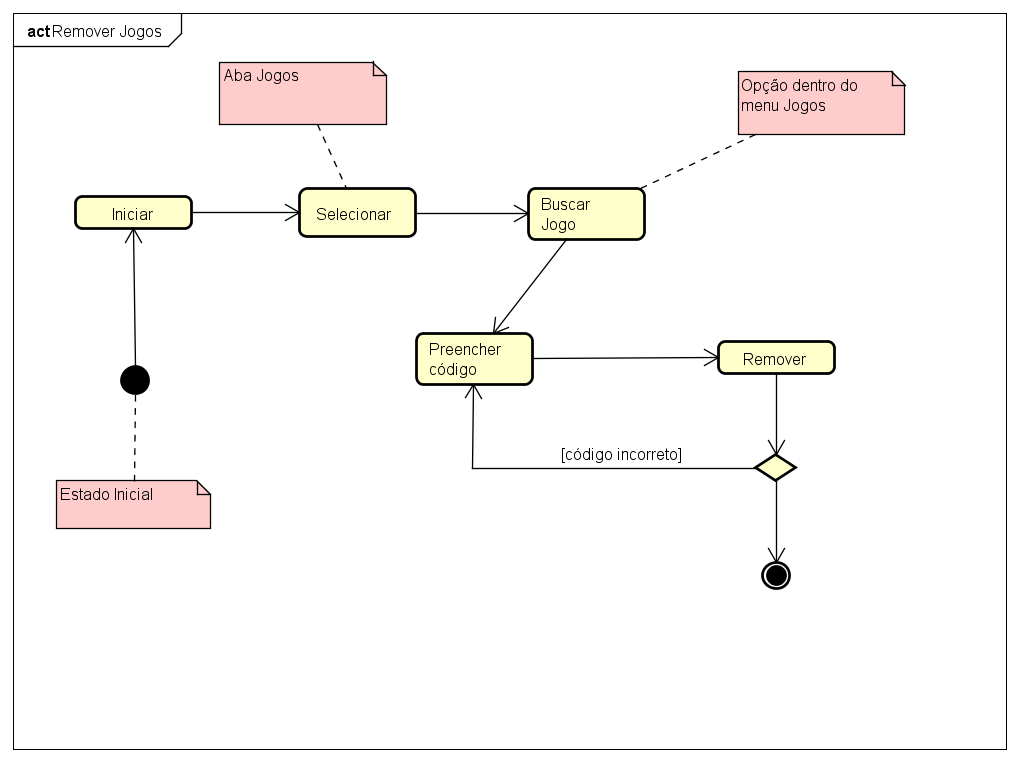 act Remover Jogos
Aba Jogos
Opção dentro do
menu Jogos
Iniciar
Selecionar
Buscar
Jogo
Preencher
código
Remover
[código incorreto]
Estado Inicial